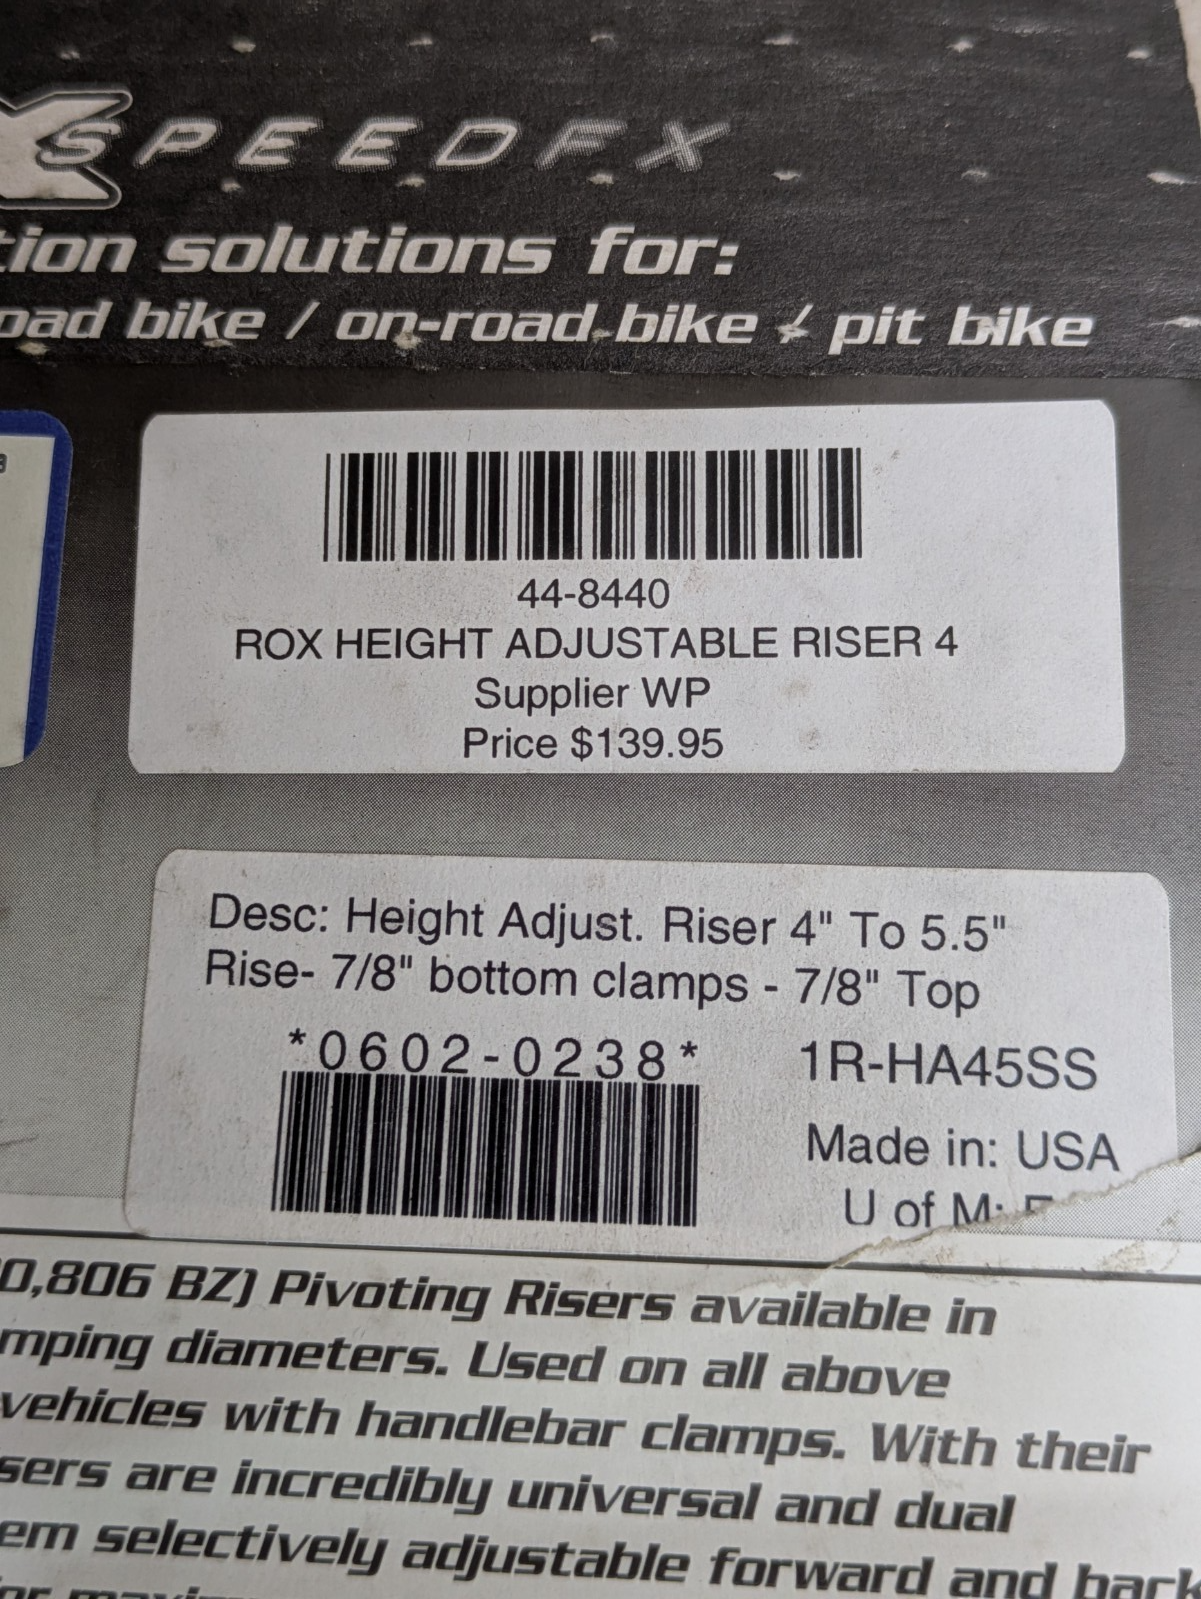 SPEEDFX
tion solutions for:
oad bike / on-road bike / pit bike
44-8440
ROX HEIGHT ADJUSTABLE RISER 4
Supplier WP
Price $139.95
Desc: Height Adjust. Riser 4" To 5.5"
Rise- 7/8" bottom clamps - 7/8" Top
*0602-0238*
1R-HA45SS
Made in: USA
U of M:
0,806 BZ) Pivoting Risers available in
mping diameters. Used on all above
vehicles with handlebar clamps. With their
sers are incredibly universal and dual
em selectively adjustable forward and back